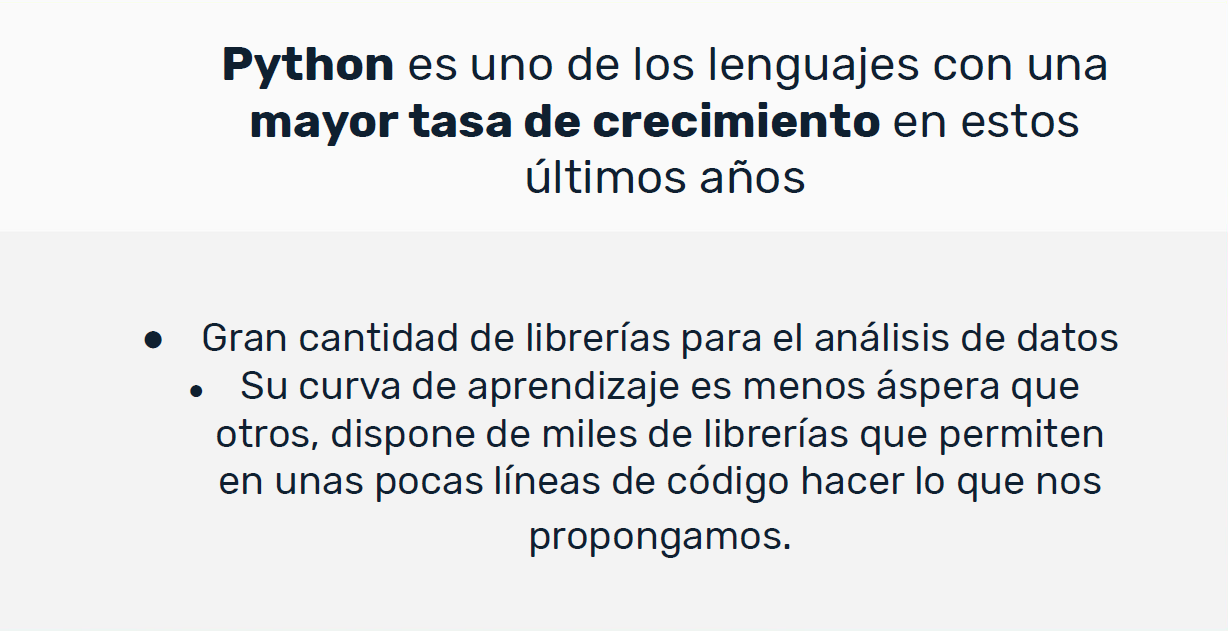 Python es uno de los lenguajes con una
mayor tasa de crecimiento en estos
últimos años
● Gran cantidad de librerías para el análisis de datos
● Su curva de aprendizaje es menos áspera que
otros, dispone de miles de librerías que permiten
en unas pocas líneas de código hacer lo que nos
propongamos.